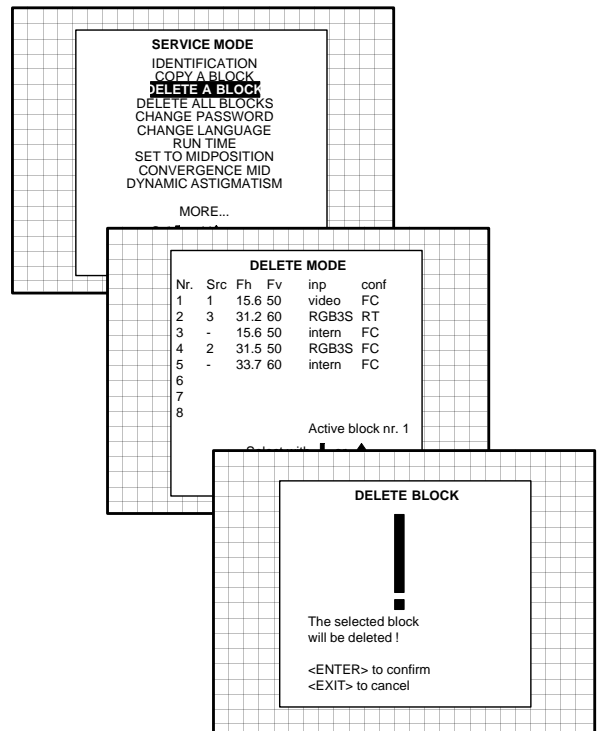 SERVICE MODE
IDENTIFICATION
COPY A BLOCK
DELETE A BLOCK
DELETE ALL BLOCKS
CHANGE PASSWORD
CHANGE LANGUAGE
RUN TIME
SET TO MIDPOSITION
CONVERGENCE MID
DYNAMIC ASTIGMATISM
MORE...
DELETE MODE
Nr. Src Fh Fv inp conf
1 1 15.6 50 video FC
2 3 31.2 60 RGB3S RT
3 - 15.6 50 intern FC
4 2 31.5 50 RGB3S FC
5 - 33.7 60 intern FC
6
7
8
Active block nr. 1
DELETE BLOCK
!
The selected block
will be deleted !
<ENTER> to confirm
<EXIT> to cancel